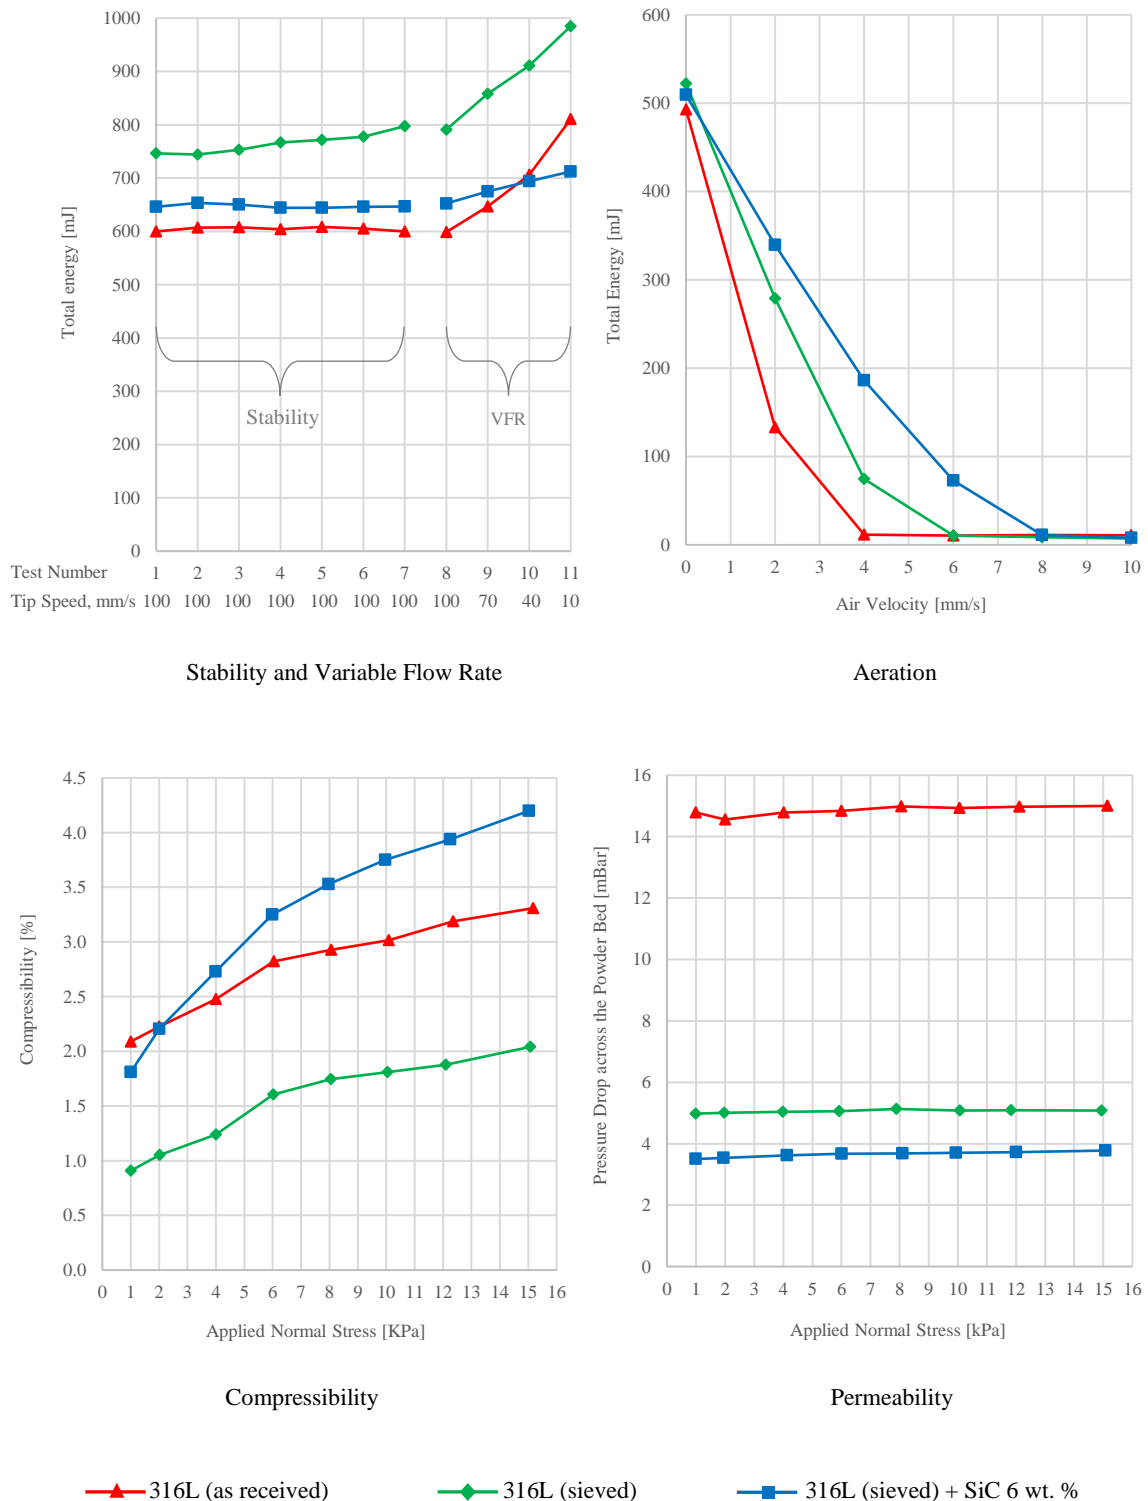 1000
900
800
700
600
500
400
300
200
100
0
Total energy [mJ]
Stability
VFR
Test Number 1 2 3 4 5 6 7 8 9 10 11
Tip Speed, mm/s 100 100 100 100 100 100 100 100 70 40 10
Stability and Variable Flow Rate
600
500
400
300
200
100
0
Total Energy [mJ]
0 1 2 3 4 5 6 7 8 9 10
Air Velocity [mm/s]
Aeration
4.5
4.0
3.5
3.0
2.5
2.0
1.5
1.0
0.5
0.0
Compressibility [%]
0 1 2 3 4 5 6 7 8 9 10 12 13 14 15 16
Applied Normal Stress [KPa]
Compressibility
16
14
12
10
8
6
4
2
0
Pressure Drop across the Powder Bed [mBar]
0 1 2 3 4 5 6 7 8 9 10 11 12 13 14 15 16
Applied Normal Stress [kPa]
Permeability
316L (as received)
316L (sieved)
316L (sieved) + SiC 6 wt. %